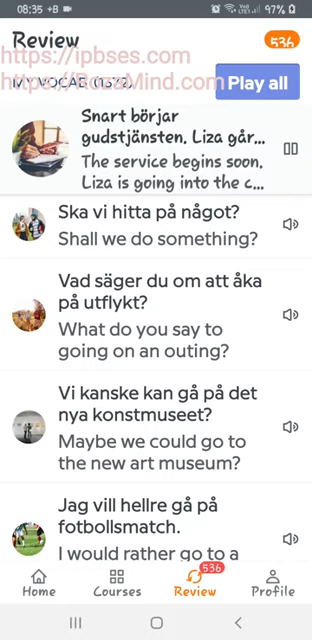 08:35 +B
97%
Review
536
https://ipbses.com
https://RozaMind.com
Play all
Snart börjar
gudstjänsten. Liza går...
The service begins soon.
Liza is going into the c...
Ska vi hitta på något?
Shall we do something?
Vad säger du om att åka
på utflykt?
What do you say to
going on an outing?
Vi kanske kan gå på det
nya konstmuseet?
Maybe we could go to
the new art museum?
Jag vill hellre gå på
fotbollsmatch.
I would rather go to a
536
Home
Courses
Review
Profile